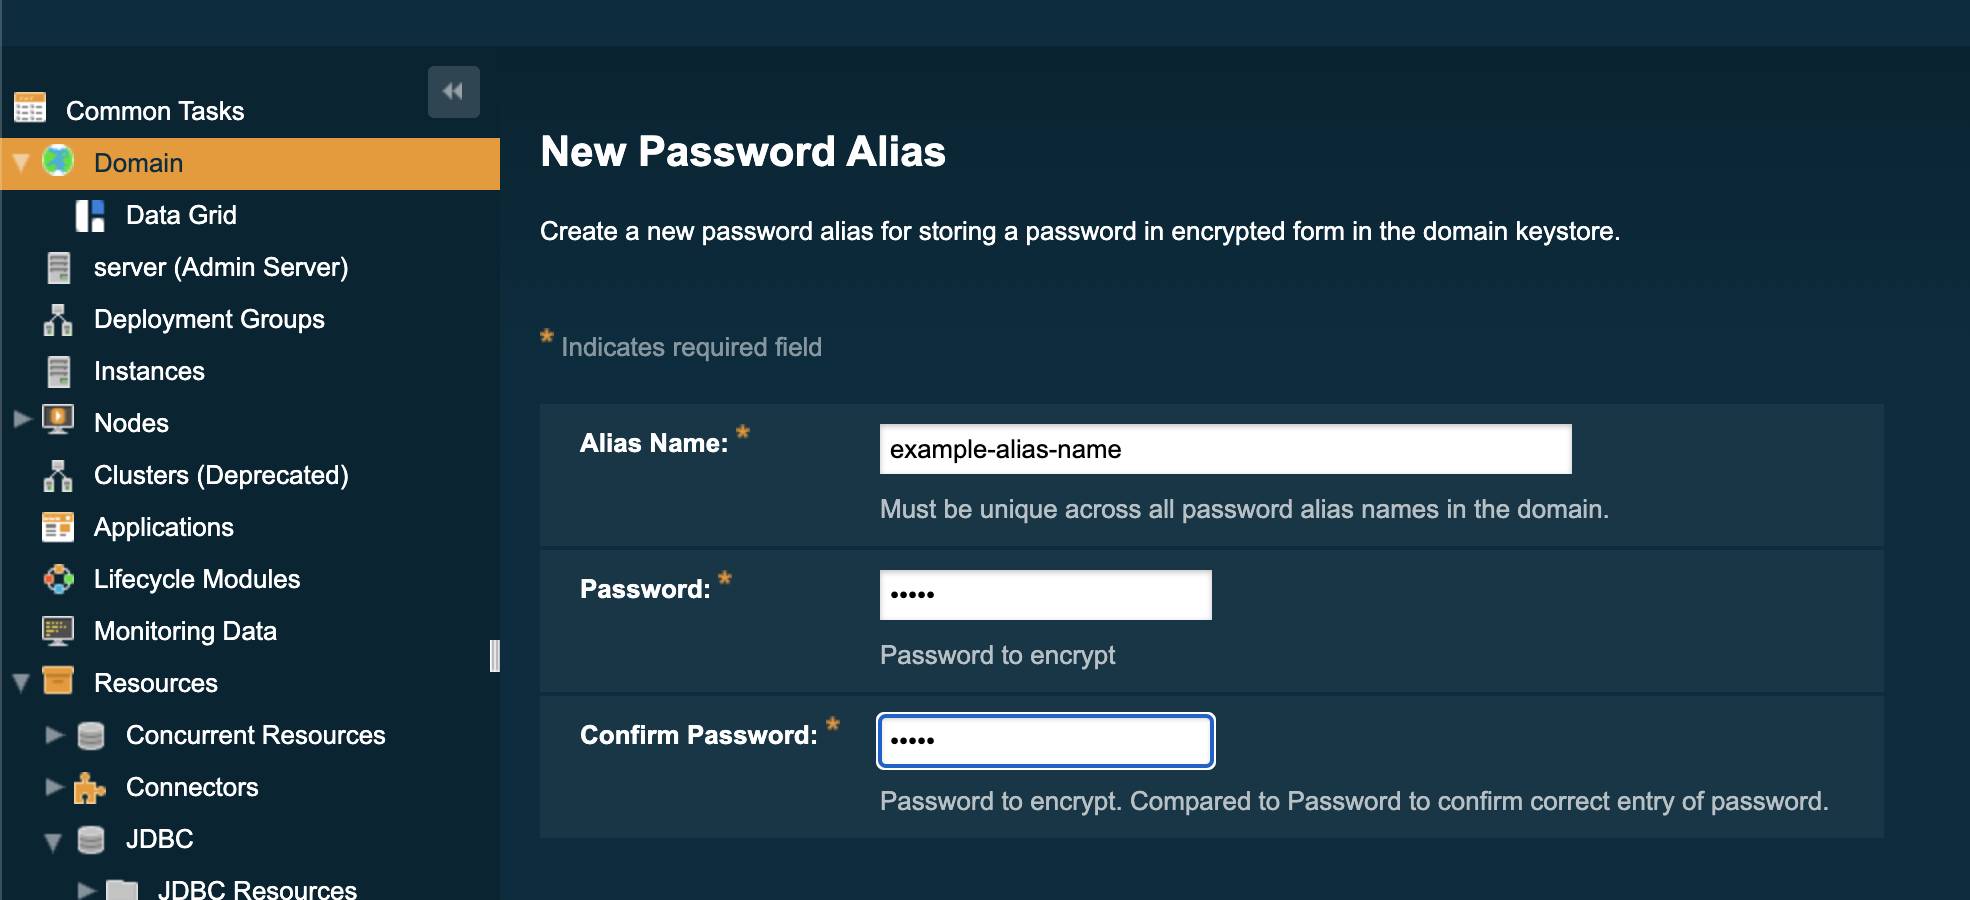 Common Tasks
Domain
Data Grid
server (Admin Server)
Deployment Groups
Instances
Nodes
Clusters (Deprecated)
Applications
Lifecycle Modules
Monitoring Data
Resources
Concurrent Resources
Connectors
JDBC
JDBC Resources
New Password Alias
Create a new password alias for storing a password in encrypted form in the domain keystore.
* Indicates required field
Alias Name: *
example-alias-name
Must be unique across all password alias names in the domain.
Password: *
•••••
Password to encrypt
Confirm Password: *
•••••
Password to encrypt. Compared to Password to confirm correct entry of password.